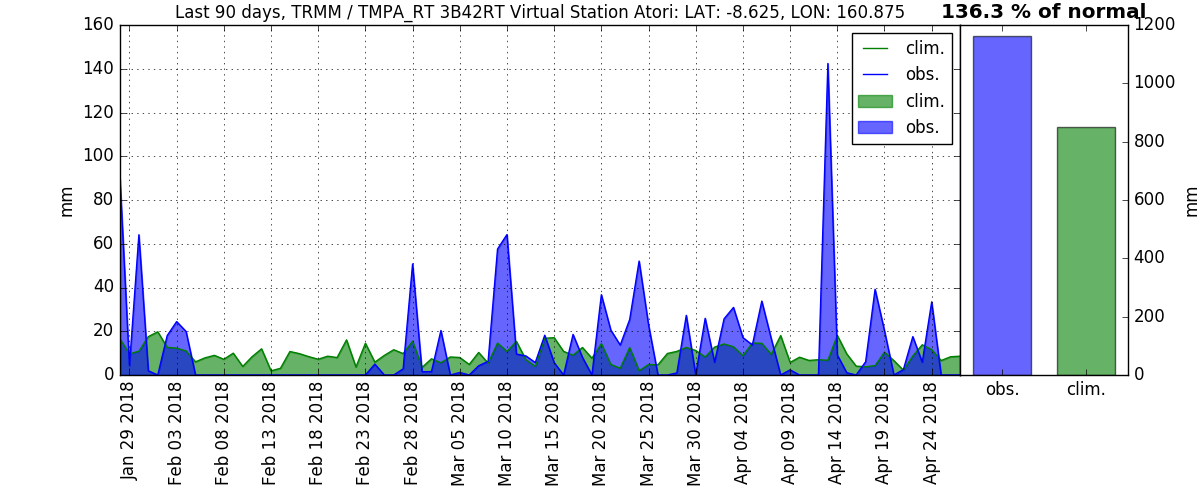 Last 90 days, TRMM / TMPA_RT 3B42RT Virtual Station Atori: LAT: -8.625, LON: 160.875
136.3 % of normal
160
140
120
100
80
60
40
20
0
mm
clim.
obs.
clim.
obs.
Jan 29 2018
Feb 03 2018
Feb 08 2018
Feb 13 2018
Feb 18 2018
Feb 23 2018
Feb 28 2018
Mar 05 2018
Mar 10 2018
Mar 15 2018
Mar 20 2018
Mar 25 2018
Mar 30 2018
Apr 04 2018
Apr 09 2018
Apr 14 2018
Apr 19 2018
Apr 24 2018
1200
1000
800
600
400
200
0
mm
obs.
clim.